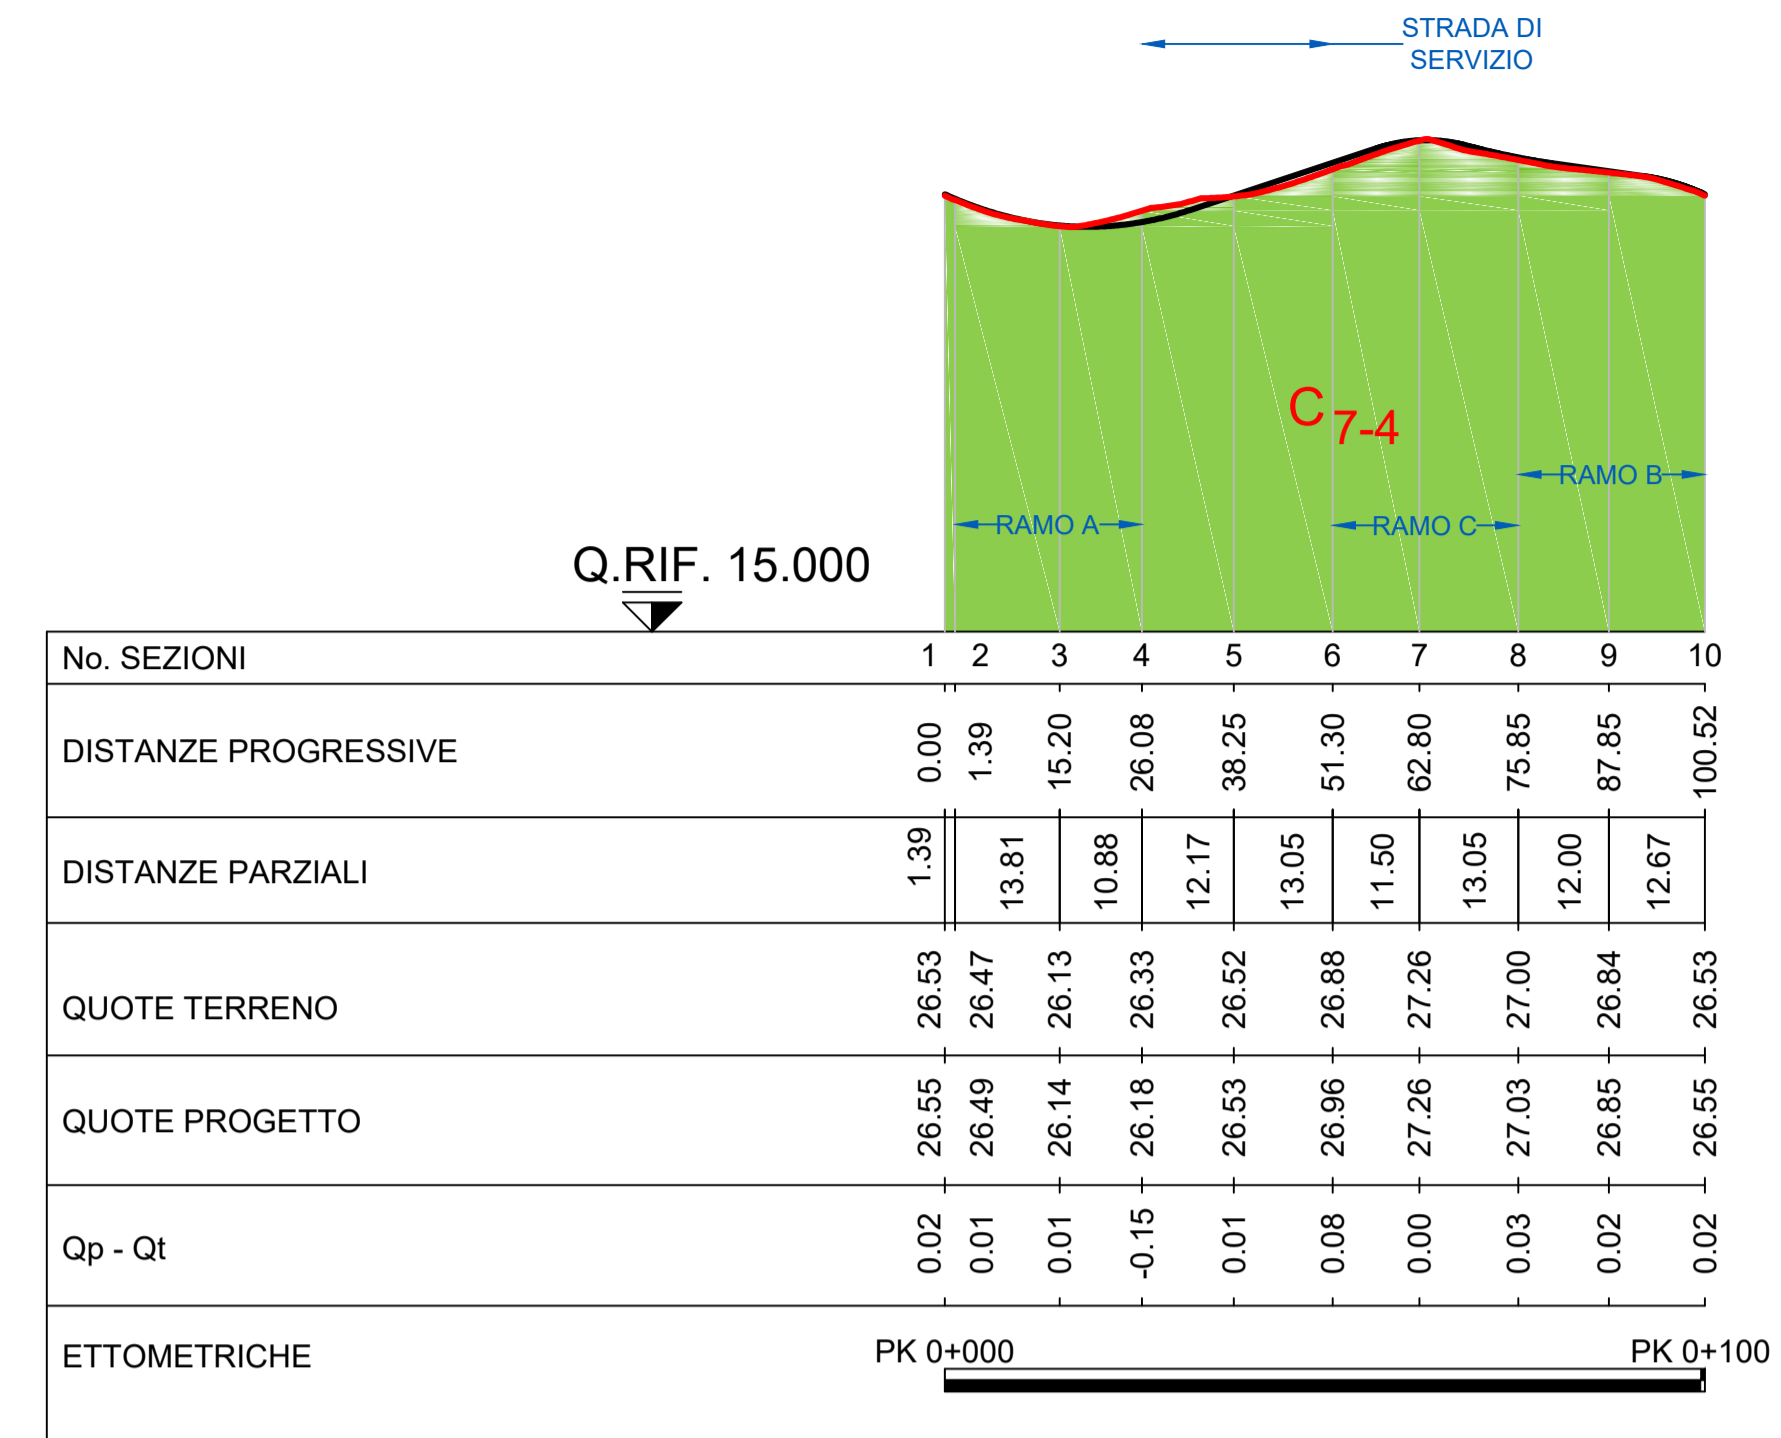 STRADA DI
SERVIZIO
C 7-4
RAMO B
RAMO A
RAMO C
Q.RIF. 15.000
No. SEZIONI 1 2 3 4 5 6 7 8 9 10
DISTANZE PROGRESSIVE 0.00 1.39 15.20 26.08 38.25 51.30 62.80 75.85 87.85 100.52
DISTANZE PARZIALI 1.39 13.81 10.88 12.17 13.05 11.50 13.05 12.00 12.67
QUOTE TERRENO 26.53 26.47 26.13 26.33 26.52 26.88 27.26 27.00 26.84 26.53
QUOTE PROGETTO 26.55 26.49 26.14 26.18 26.53 26.96 27.26 27.03 26.85 26.55
Qp - Qt 0.02 0.01 0.01 -0.15 0.01 0.08 0.00 0.03 0.02 0.02
ETTOMETRICHE PK 0+000 PK 0+100